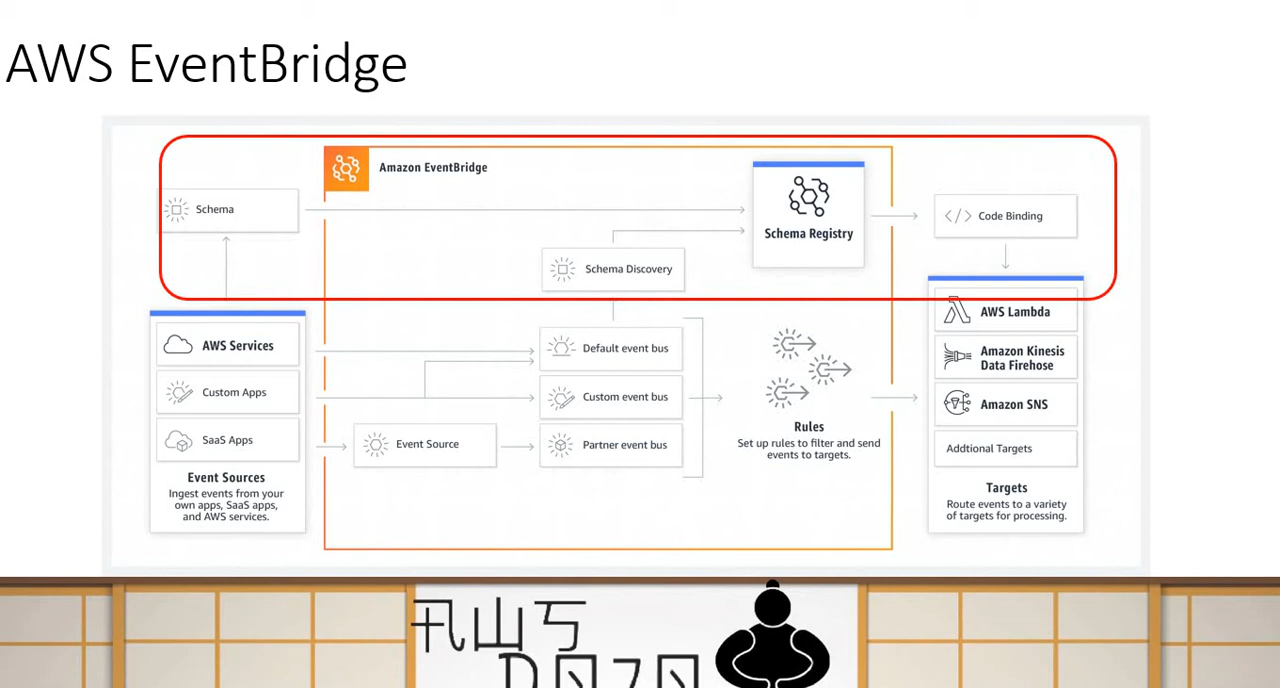 AWS EventBridge
Amazon EventBridge
Schema
Schema Registry
Code Binding
Schema Discovery
AWS Services
Custom Apps
SaaS Apps
Event Sources
Ingest events from your
own apps, SaaS apps,
and AWS services.
Event Source
Default event bus
Custom event bus
Partner event bus
Rules
Set up rules to filter and send
events to targets.
AWS Lambda
Amazon Kinesis
Data Firehose
Amazon SNS
Addtional Targets
Targets
Route events to a variety
of targets for processing.